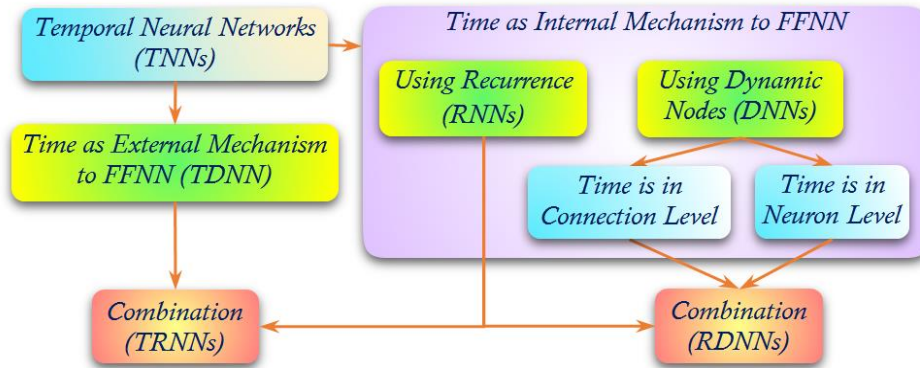 Temporal Neural Networks
(TNNs)
Time as Internal Mechanism to FFNN
Using Recurrence
(RNNs)
Using Dynamic
Nodes (DNNs)
Time as External Mechanism
to FFNN (TDNN)
Time is in
Connection Level
Time is in
Neuron Level
Combination
(TRNNs)
Combination
(RDNNs)